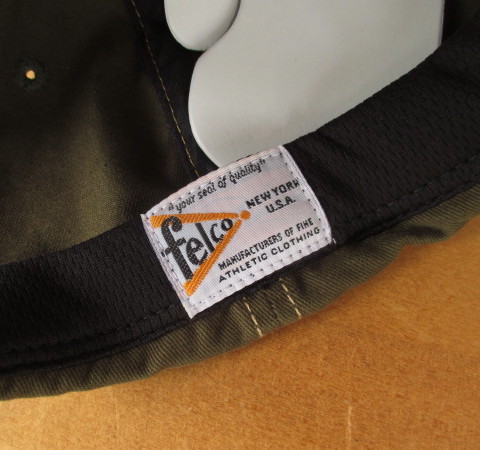 "your seal of quality"
felco
NEW YORK
U.S.A.
MANUFACTURERS OF FINE
ATHLETIC CLOTHING